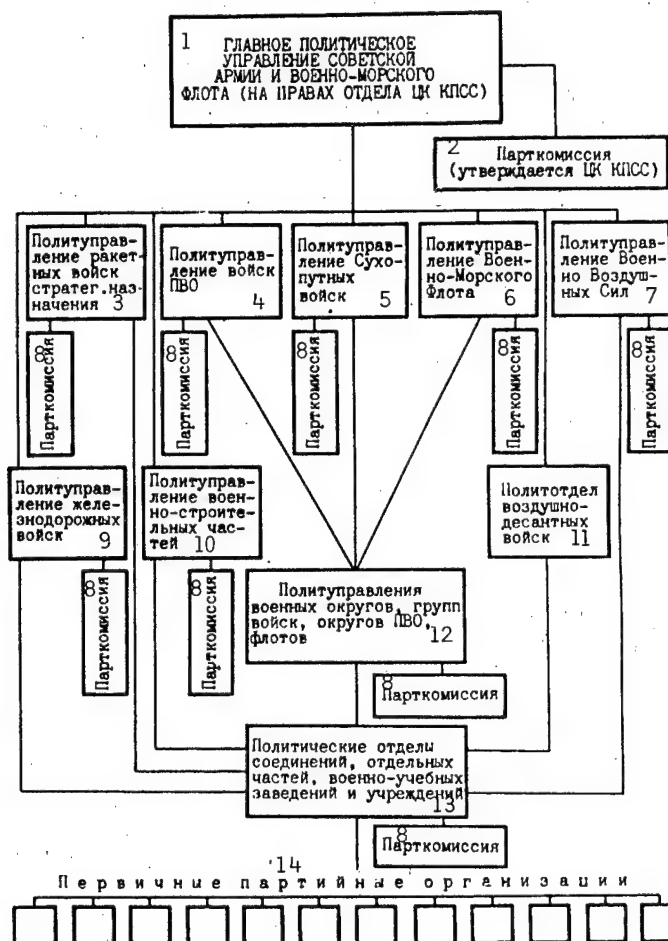 1
ГЛАВНОЕ ПОЛИТИЧЕСКОЕ
УПРАВЛЕНИЕ СОВЕТСКОЙ
АРМИИ И ВОЕННО-МОРСКОГО
ФЛОТА (НА ПРАВАХ ОТДЕЛА ЦК КПСС)
2
Парткомиссия
(утверждается ЦК КПСС)
Политуправ-
ление ракет-
ных войск
стратег.наз-
начения 3
Политуправ-
ление войск
ПВО
4
Политуправ-
ление Сухо-
путных
войск 5
Политуправ-
ление Воен-
но-Морского
Флота 6
Политуправ-
ление Воен-
но Воздуш-
ных Сил 7
8
Парткомиссия
8
Парткомиссия
8
Парткомиссия
8
Парткомиссия
8
Парткомиссия
Политуправ-
ление желе-
знодорожных
войск 9
Политуправ-
ление воен-
но-строите-
льных час-
тей 10
Политотдел
воздушно-
десантных
войск 11
8
Парткомиссия
8
Парткомиссия
Политуправления
военных округов, групп
войск, округов ПВО,
флотов 12
8
Парткомиссия
Политические отделы
соединений, отдельных
частей, военно-учебных
заведений и учреждений
13
8
Парткомиссия
14
Первичные партийные организации